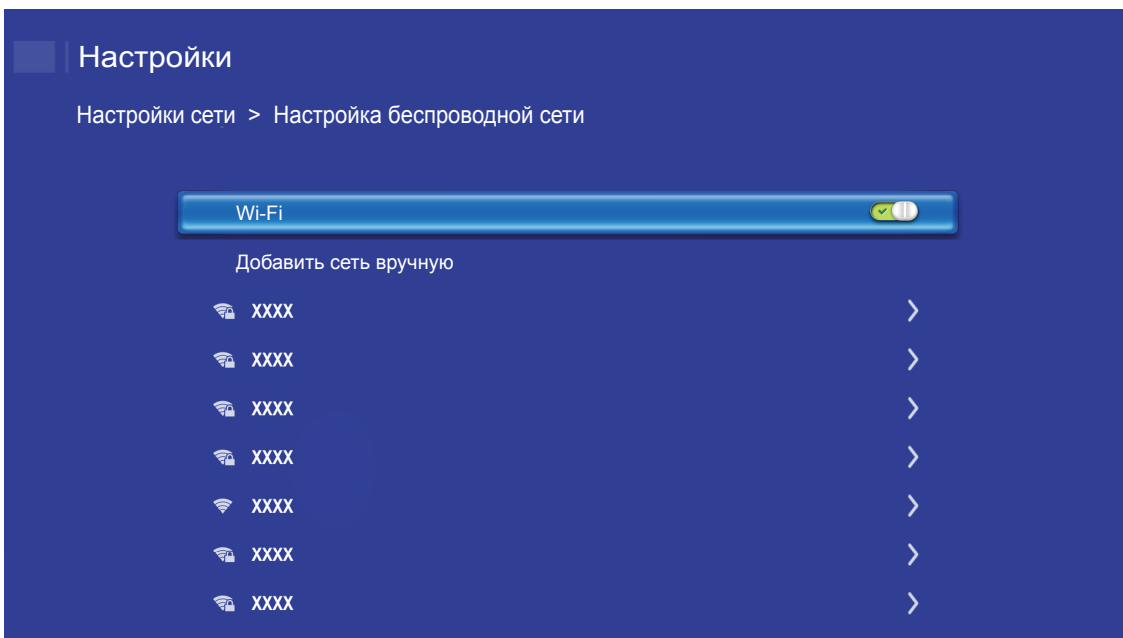 Настройки
Настройки сети > Настройка беспроводной сети
Wi-Fi
Добавить сеть вручную
XXXX
XXXX
XXXX
XXXX
XXXX
XXXX
XXXX